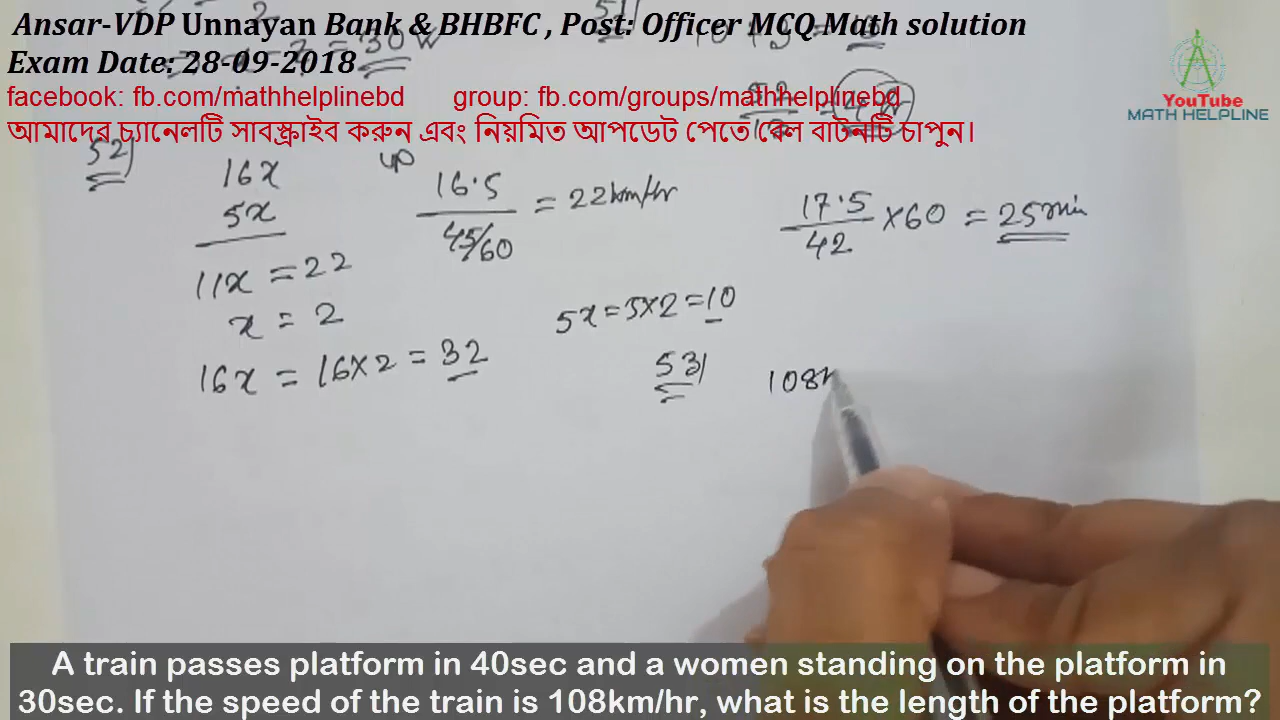 Ansar-VDP Unnayan Bank & BHBFC , Post: Officer MCQ Math solution
Exam Date: 28-09-2018
facebook: fb.com/mathhelplinebd group: fb.com/groups/mathhelplinebd
আমাদের চ্যানেলটি সাবস্ক্রাইব করুন এবং নিয়মিত আপডেট পেতে বেল বাটনটি চাপুন।
YouTube
MATH HELPLINE
51)
= 30
52)
16x
5x
11x = 22
x = 2
16x = 16×2 = 32
up
16.5
45/60
= 22km/hr
5x = 5×2 = 10
17.5
42
×60 = 25min
53)
108k
A train passes platform in 40sec and a women standing on the platform in
30sec. If the speed of the train is 108km/hr, what is the length of the platform?